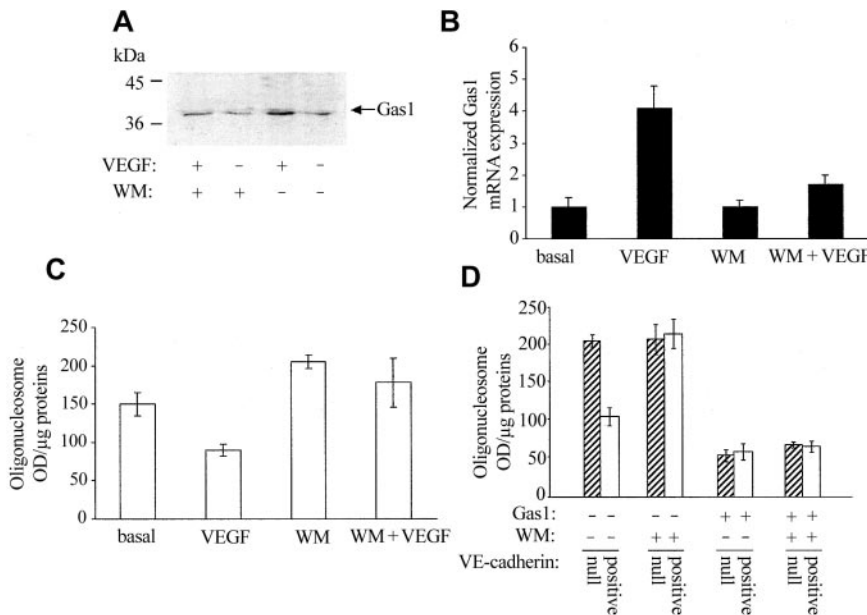 A
kDa
45
36
Gas1
VEGF: + − + −
WM: + + − −
B
Normalized Gas1
mRNA expression
6
5
4
3
2
1
0
basal VEGF WM WM + VEGF
C
Oligonucleosome
OD/μg proteins
250
200
150
100
50
0
basal VEGF WM WM + VEGF
D
Oligonucleosome
OD/μg proteins
250
200
150
100
50
0
Gas1: − − − − + + + +
WM: − − + + − − + +
VE-cadherin: null positive null positive null positive null positive